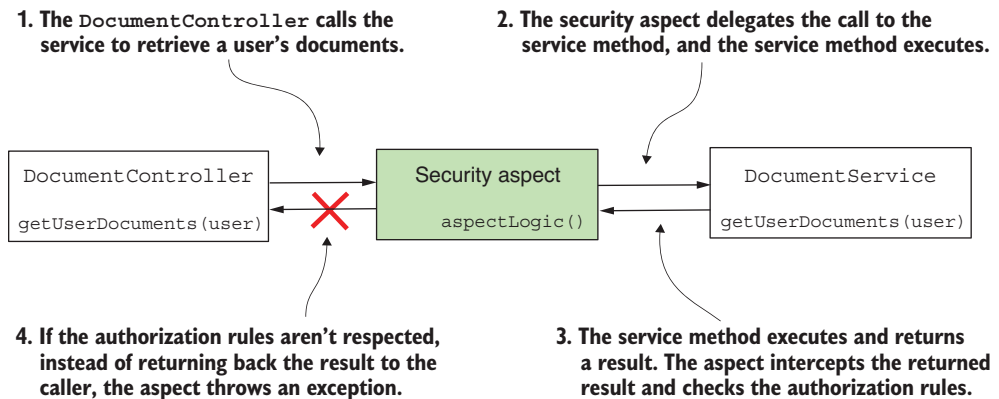 1. The DocumentController calls the
service to retrieve a user's documents.
2. The security aspect delegates the call to the
service method, and the service method executes.
DocumentController
getUserDocuments(user)
Security aspect
aspectLogic()
DocumentService
getUserDocuments(user)
4. If the authorization rules aren't respected,
instead of returning back the result to the
caller, the aspect throws an exception.
3. The service method executes and returns
a result. The aspect intercepts the returned
result and checks the authorization rules.